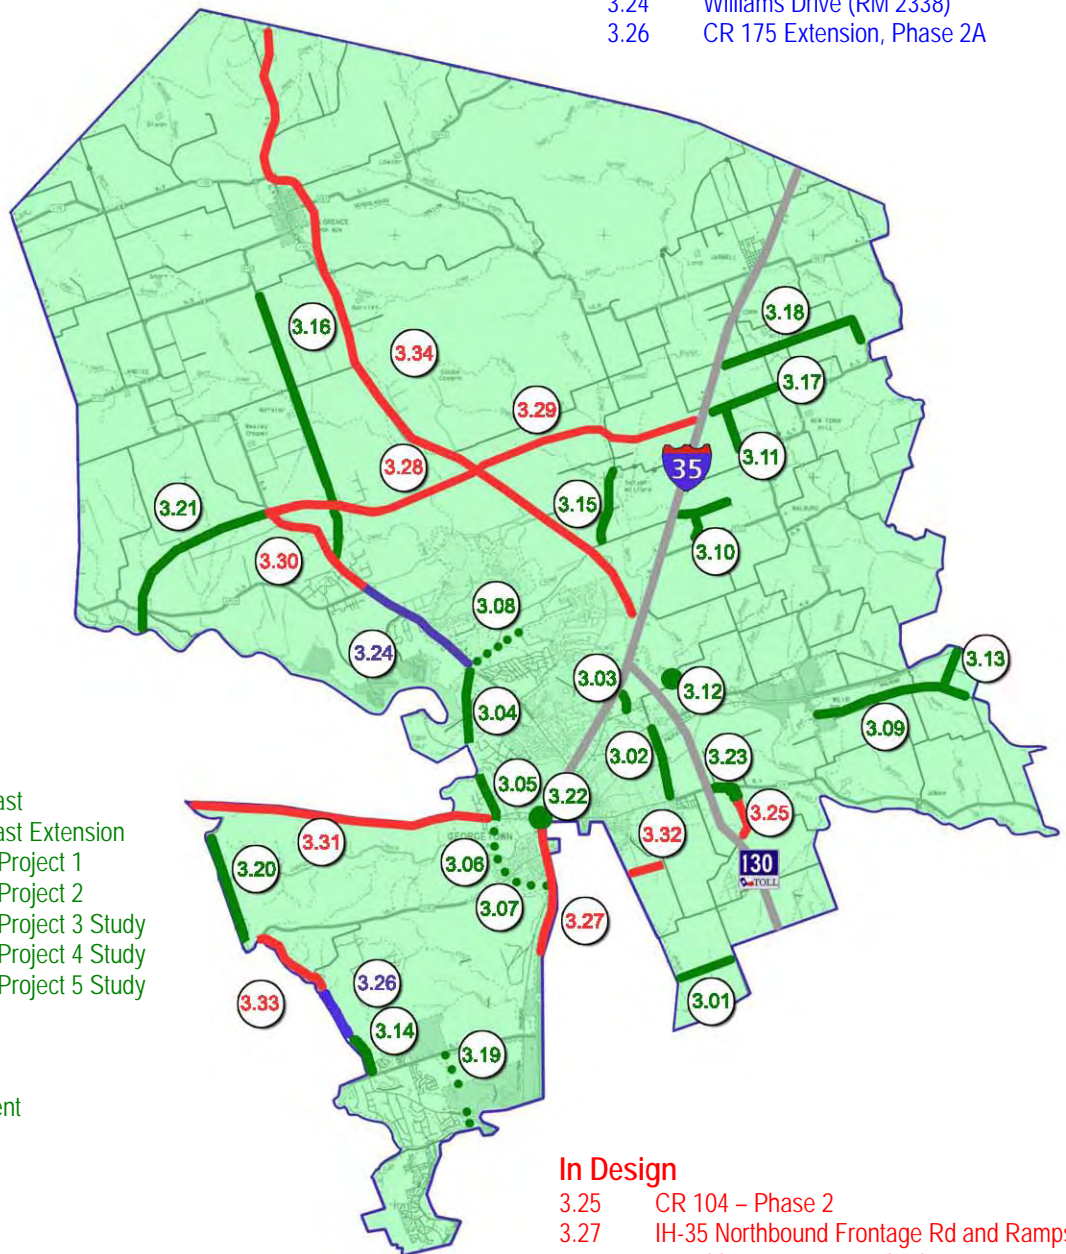 3.24 Williams Drive (RM 2338)
3.26 CR 175 Extension, Phase 2A
3.16
3.18
3.34
3.17
3.29
3.28
35
3.11
3.21
3.15
3.10
3.30
3.08
3.24
3.13
3.03
3.12
3.04
3.09
3.02
3.23
3.05
3.22
3.25
ast
GEORGETOWN
3.32
ast Extension
3.31
Project 1
3.06
130
TOLL
3.20
Project 2
3.07
Project 3 Study
3.27
Project 4 Study
3.26
Project 5 Study
3.33
3.01
3.14
3.19
ent
In Design
3.25 CR 104 – Phase 2
3.27 IH-35 Northbound Frontage Rd and Ramps